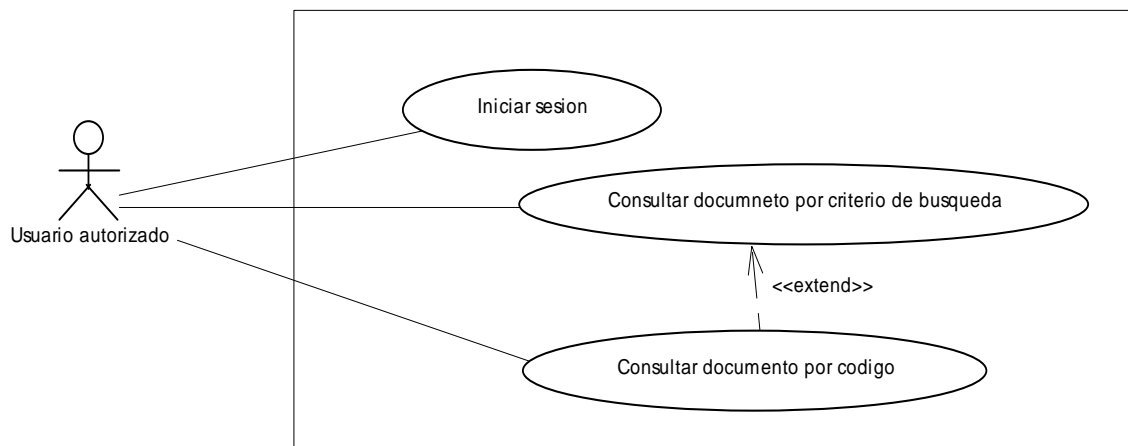 Iniciar sesion
Consultar documneto por criterio de busqueda
Usuario autorizado
<<extend>>
Consultar documento por codigo